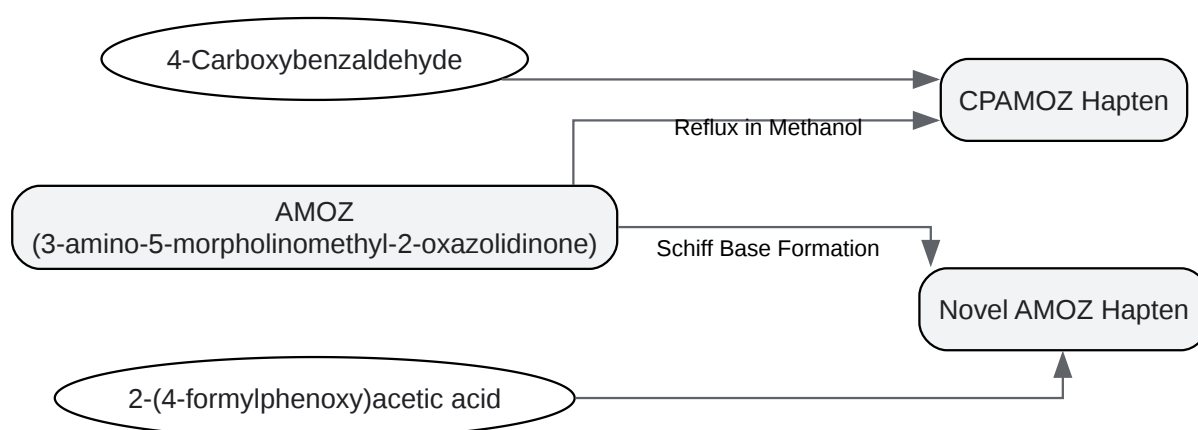 4-Carboxybenzaldehyde
CPAMOZ Hapten
Reflux in Methanol
AMOZ
(3-amino-5-morpholinomethyl-2-oxazolidinone)
Schiff Base Formation
Novel AMOZ Hapten
2-(4-formylphenoxy)acetic acid